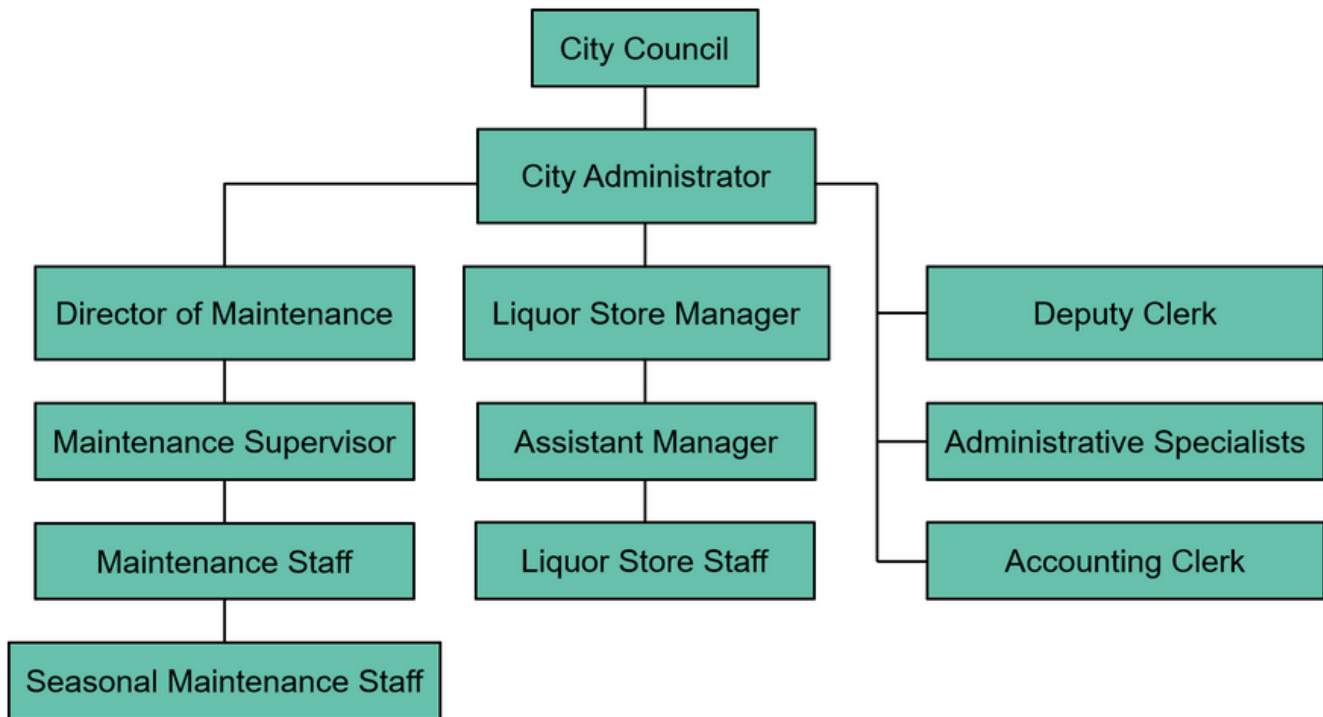 City Council
City Administrator
Director of Maintenance
Liquor Store Manager
Deputy Clerk
Maintenance Supervisor
Assistant Manager
Administrative Specialists
Maintenance Staff
Liquor Store Staff
Accounting Clerk
Seasonal Maintenance Staff